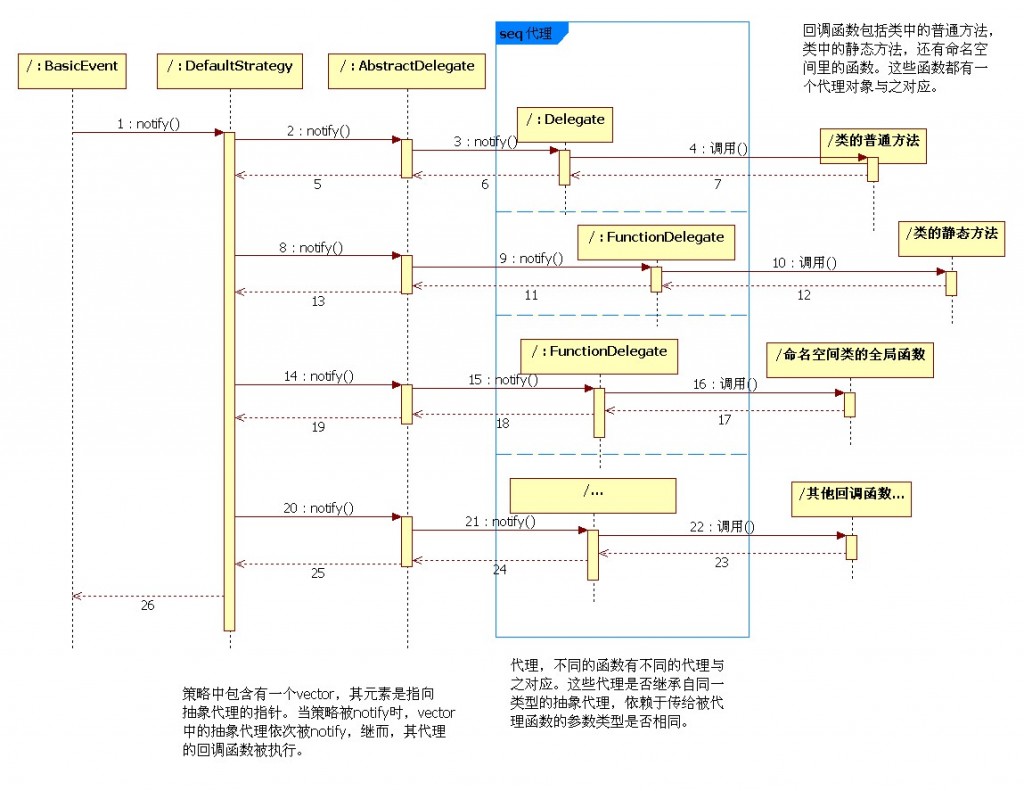 seq 代理
回调函数包括类中的普通方法，
类中的静态方法，还有命名空
间里的函数。这些函数都有一
个代理对象与之对应。
/ : BasicEvent
/ : DefaultStrategy
/ : AbstractDelegate
/ : Delegate
1 : notify()
2 : notify()
3 : notify()
4 : 调用()
/类的普通方法
5
6
7
/ : FunctionDelegate
/类的静态方法
8 : notify()
9 : notify()
10 : 调用()
13
11
12
/ : FunctionDelegate
/命名空间类的全局函数
14 : notify()
15 : notify()
16 : 调用()
19
18
17
/...
/其他回调函数...
20 : notify()
21 : notify()
22 : 调用()
25
24
23
26
代理，不同的函数有不同的代理与
之对应。这些代理是否继承自同一
类型的抽象代理，依赖于传给被代
理函数的参数类型是否相同。
策略中包含有一个vector，其元素是指向
抽象代理的指针。当策略被notify时，vector
中的抽象代理依次被notify，继而，其代理
的回调函数被执行。